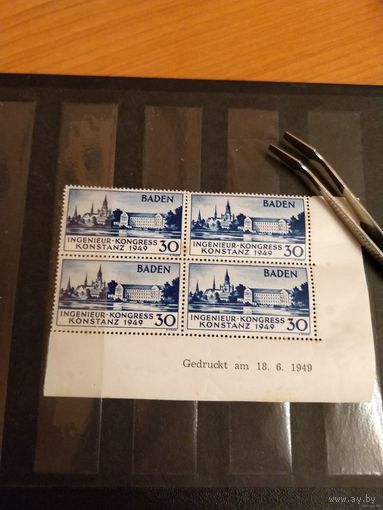 BADEN
INGENIEUR-KONGRESS
KONSTANZ 1949 30
BADEN
INGENIEUR-KONGRESS
KONSTANZ 1949 30
BADEN
INGENIEUR-KONGRESS
KONSTANZ 1949 30
BADEN
INGENIEUR-KONGRESS
KONSTANZ 1949 30
Gedruckt am 18. 6. 1949
www.ay.by